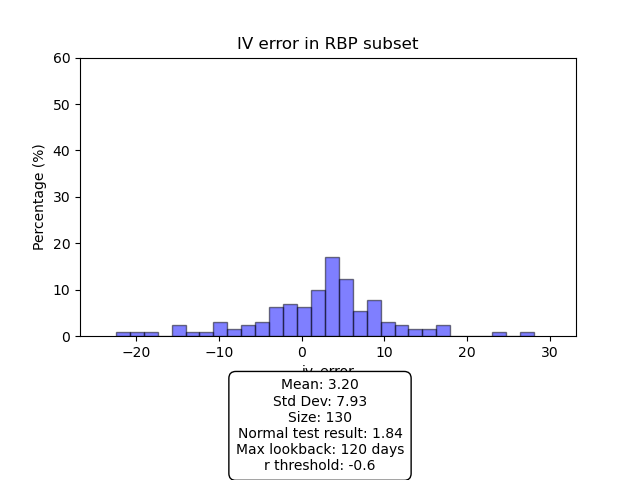 IV error in RBP subset
60
50
40
30
20
10
0
Percentage (%)
−20
−10
0
10
20
30
iv_error
Mean: 3.20
Std Dev: 7.93
Size: 130
Normal test result: 1.84
Max lookback: 120 days
r threshold: -0.6